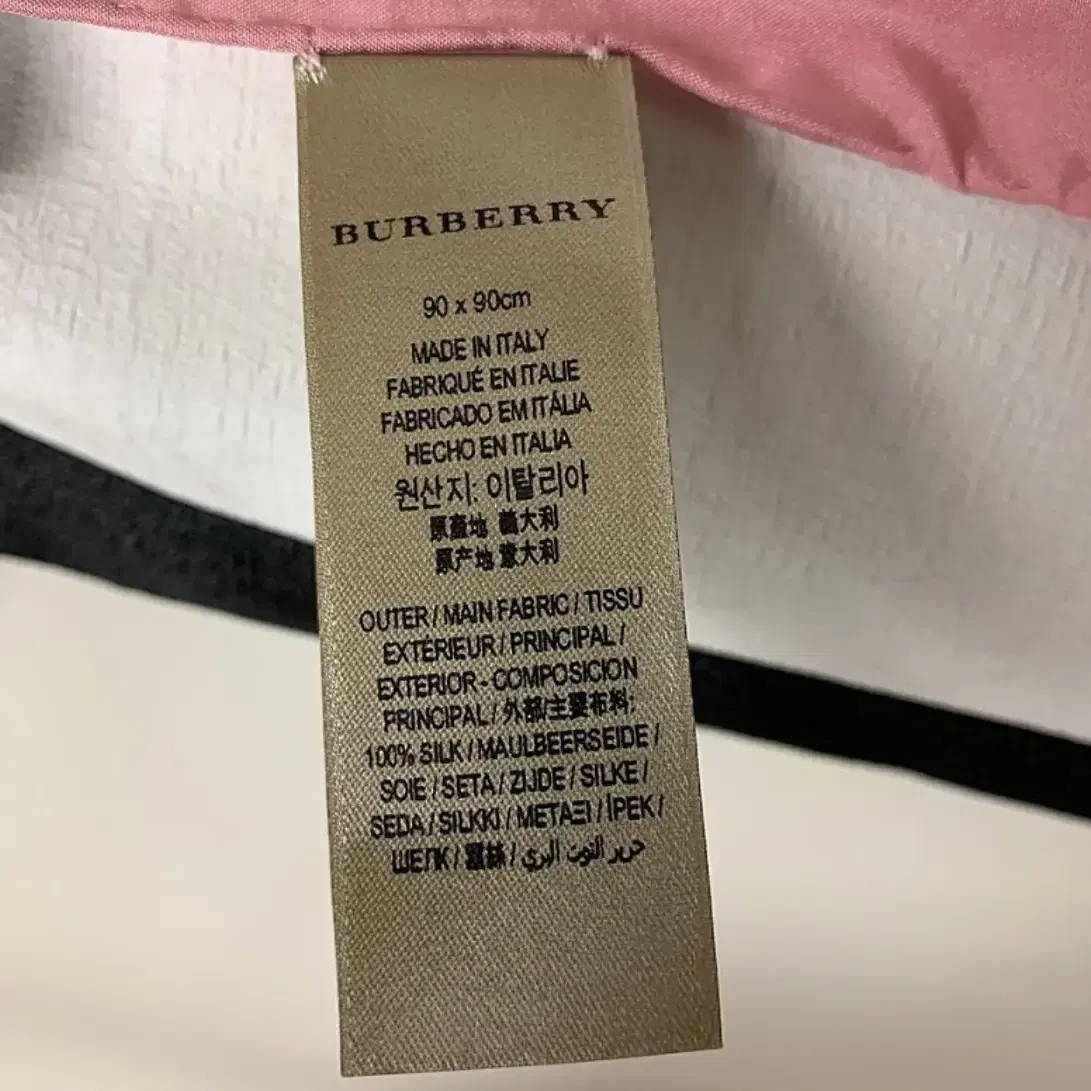 BURBERRY
90 x 90cm
MADE IN ITALY
FABRIQUÉ EN ITALIE
FABRICADO EM ITÁLIA
HECHO EN ITALIA
원산지: 이탈리아
原產地 義大利
原产地 意大利
OUTER / MAIN FABRIC / TISSU
EXTÉRIEUR / PRINCIPAL /
EXTERIOR - COMPOSICION
PRINCIPAL / 外部/主要布料:
100% SILK / MAULBEERSEIDE /
SOIE / SETA / ZIJDE / SILKE /
SEDA / SILKKI / ΜΕΤΑΞΙ / İPEK /
ШЕЛК / 蠶絲 / حرير التوت البري